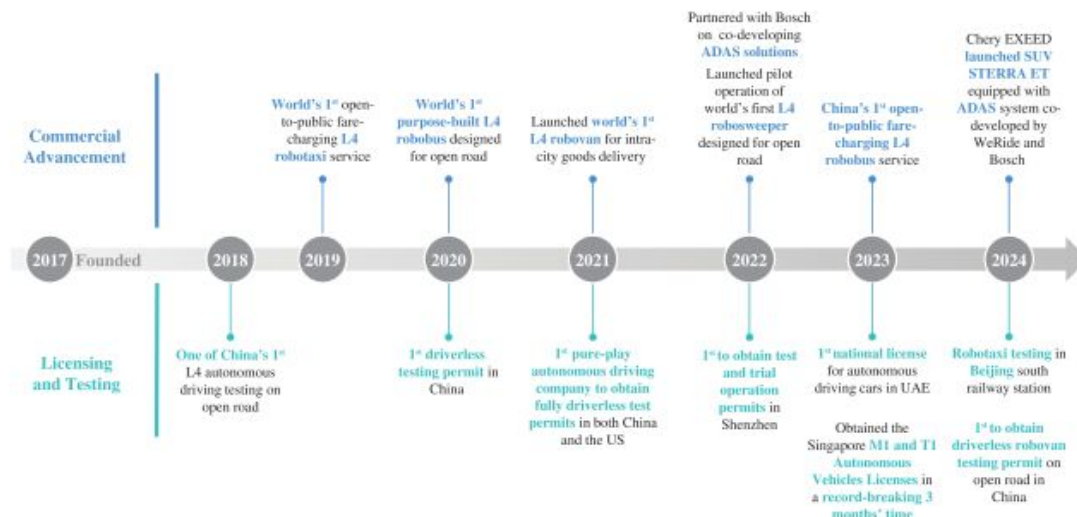 Commercial
Advancement
World's 1st open-
to-public fare-
charging L4
robotaxi service
World's 1st
purpose-built L4
robobus designed
for open road
Launched world's 1st
L4 robovan for intra-
city goods delivery
Partnered with Bosch
on co-developing
ADAS solutions
Launched pilot
operation of
world's first L4
robosweeper
designed for open
road
China's 1st open-
to-public fare-
charging L4
robobus service
Chery EXEED
launched SUV
STERRA ET
equipped with
ADAS system co-
developed by
WeRide and
Bosch
2017 Founded
2018
2019
2020
2021
2022
2023
2024
Licensing
and Testing
One of China's 1st
L4 autonomous
driving testing on
open road
1st driverless
testing permit in
China
1st pure-play
autonomous driving
company to obtain
fully driverless test
permits in both China
and the US
1st to obtain test
and trial
operation
permits in
Shenzhen
1st national license
for autonomous
driving cars in UAE
Obtained the
Singapore M1 and T1
Autonomous
Vehicles Licenses in
a record-breaking 3
months' time
Robotaxi testing in
Beijing south
railway station
1st to obtain
driverless robovan
testing permit on
open road in
China